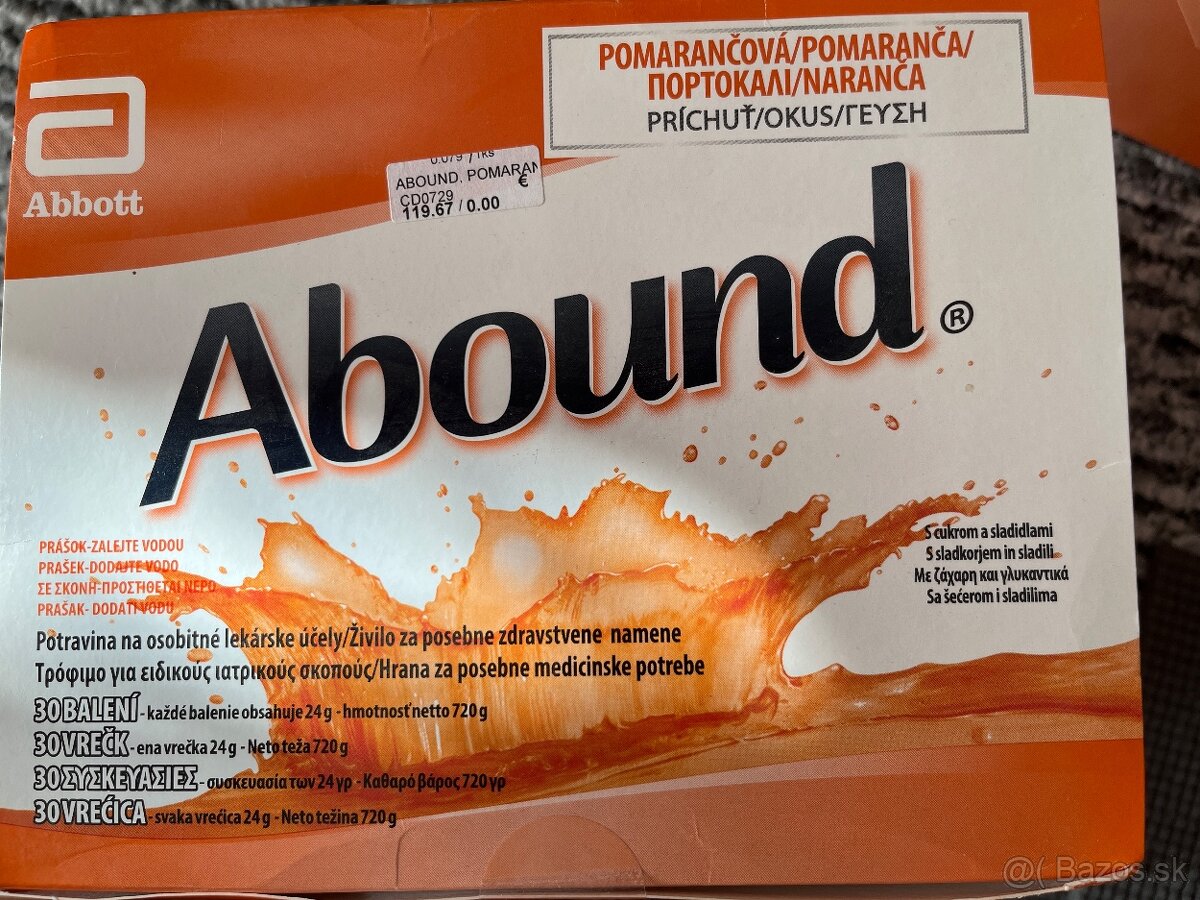 POMARANČOVÁ/POMARANČA/
ΠΟΡΤΟΚΑΛΙ/NARANČA
PRÍCHUŤ/OKUS/ΓΕΥΣΗ
Abbott
0.079 / 1ks
ABOUND. POMARAN
€
CD0729
119.67 / 0.00
Abound®
PRÁŠOK-ZALEJTE VODOU
PRAŠEK-DODAJTE VODO
ΣΕ ΣΚΟΝΗ-ΠΡΟΣΤΙΘΕΤΑΙ ΝΕΡΟ
PRAŠAK- DODATI VODU
S cukrom a sladidlami
S sladkorjem in sladili
Με ζάχαρη και γλυκαντικά
Sa šećerom i sladilima
Potravina na osobitné lekárske účely/Živilo za posebne zdravstvene namene
Τρόφιμο για ειδικούς ιατρικούς σκοπούς/Hrana za posebne medicinske potrebe
30 BALENÍ - každé balenie obsahuje 24 g - hmotnosť netto 720 g
30 VREČK - ena vrečka 24 g - Neto teža 720 g
30 ΣΥΣΚΕΥΑΣΙΕΣ - συσκευασία των 24 γρ - Καθαρό βάρος 720 γρ
30 VREĆICA - svaka vrećica 24 g - Neto težina 720 g
@( Bazos.sk